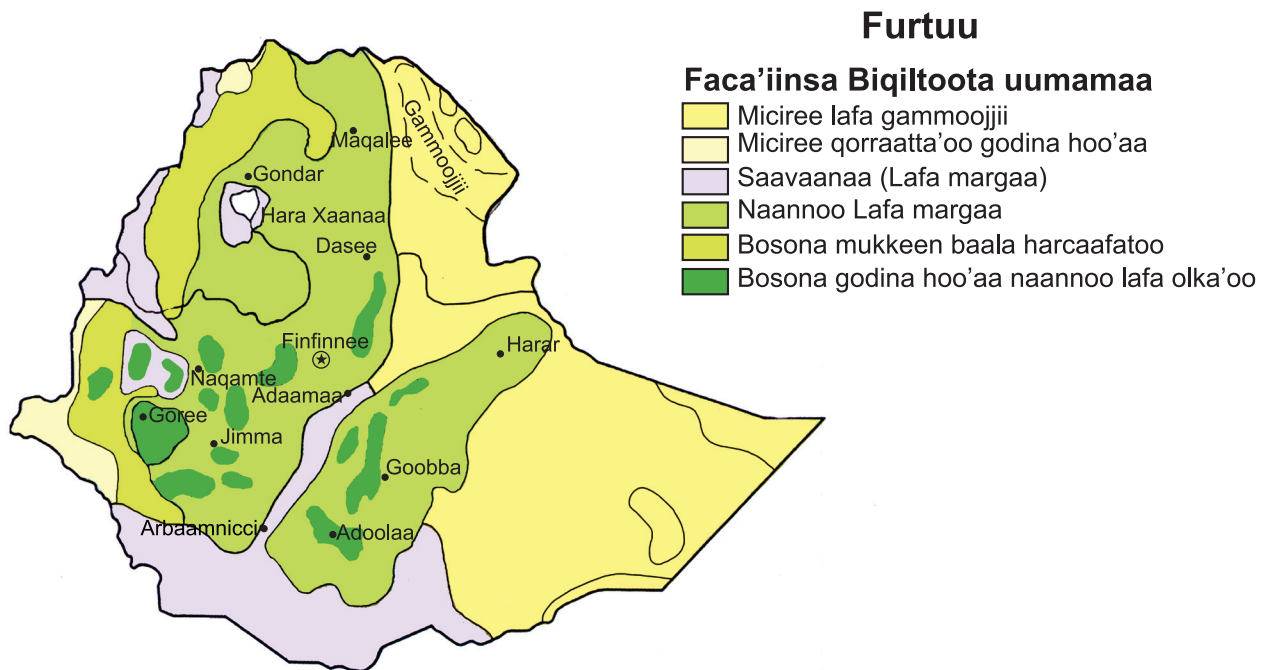 Furtuu
Faca'iinsa Biqiltoota uumamaa
Miciree lafa gammoojjii
Miciree qorraatta'oo godina hoo'aa
Saavaanaa (Lafa margaa)
Naannoo Lafa margaa
Bosona mukkeen baala harcaafatoo
Bosona godina hoo'aa naannoo lafa olka'oo
Gammoojjii
Maqalee
Gondar
Hara Xaanaa
Dasee
Finfinnee
Harar
Naqamte
Adaamaa
Goree
Jimma
Goobba
Arbaamnicci
Adoolaa